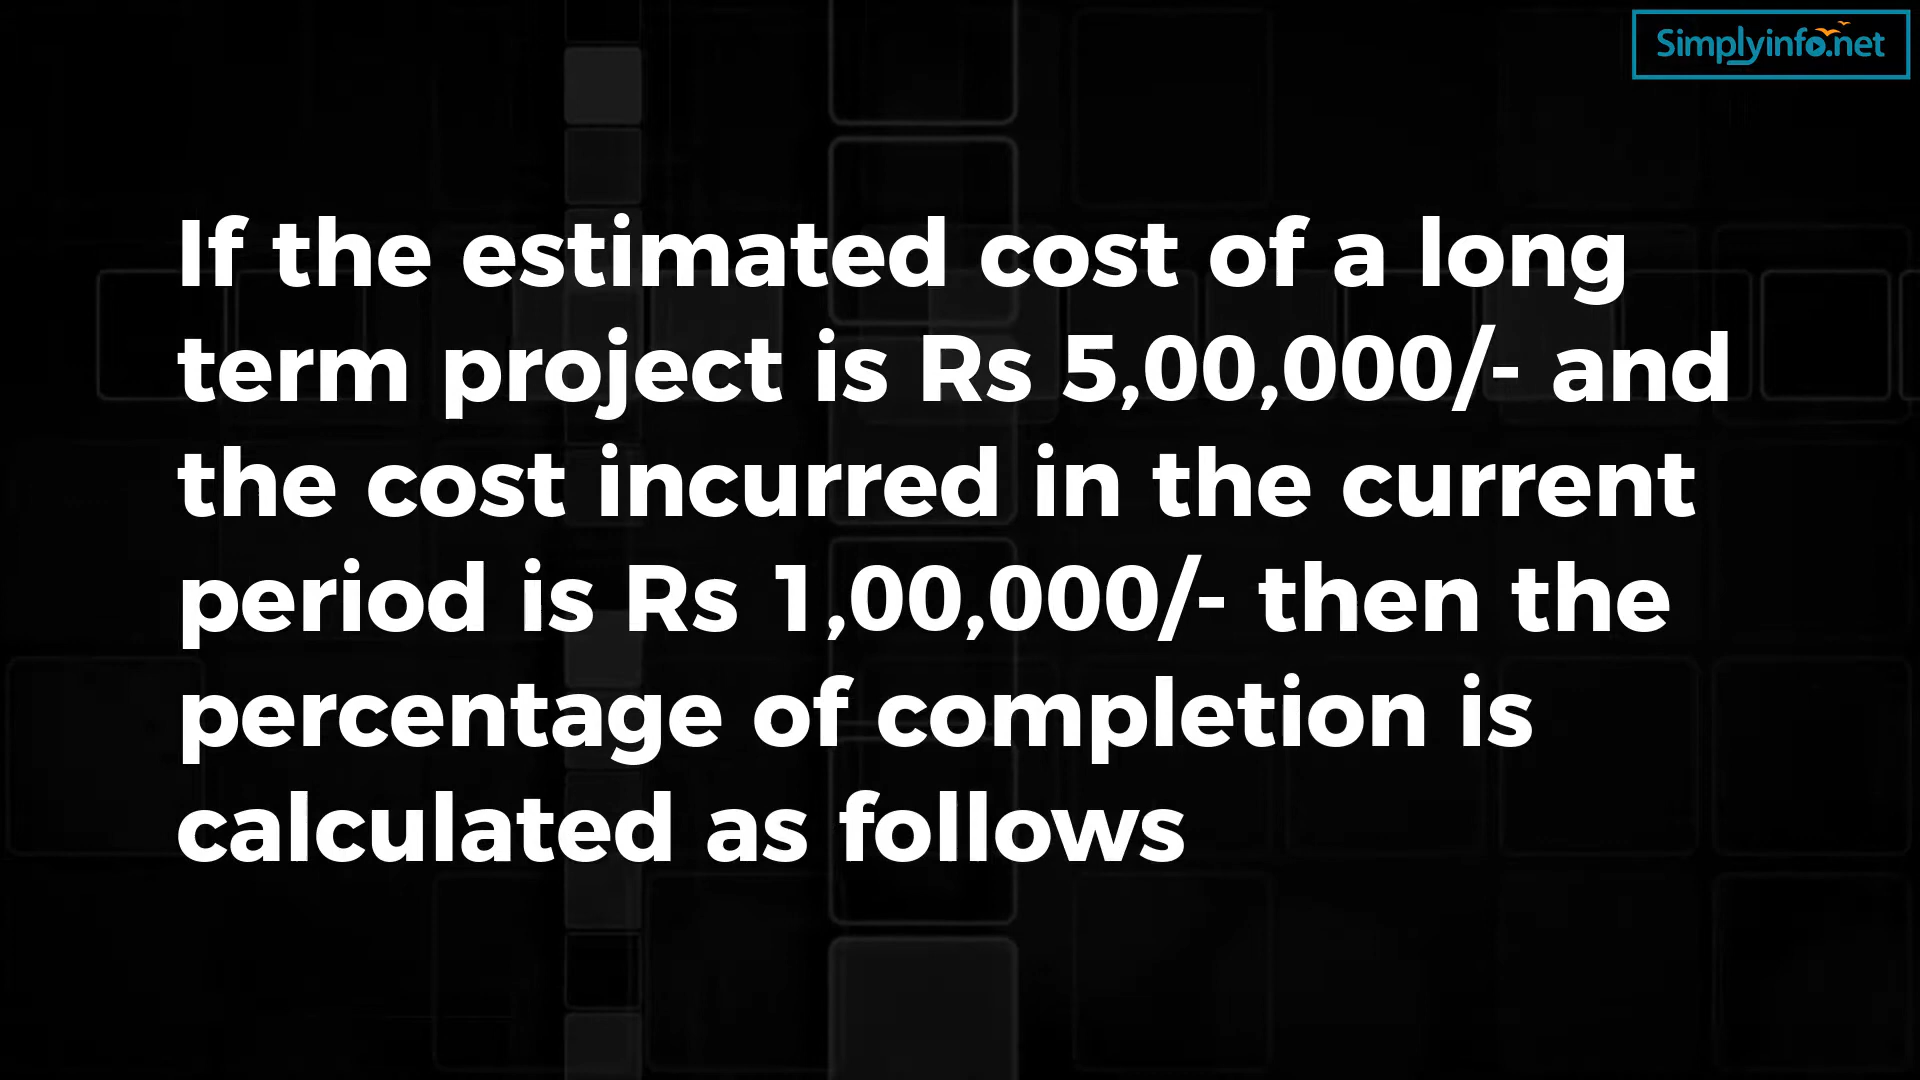 Simplyinfo.net
If the estimated cost of a long
term project is Rs 5,00,000/- and
the cost incurred in the current
period is Rs 1,00,000/- then the
percentage of completion is
calculated as follows